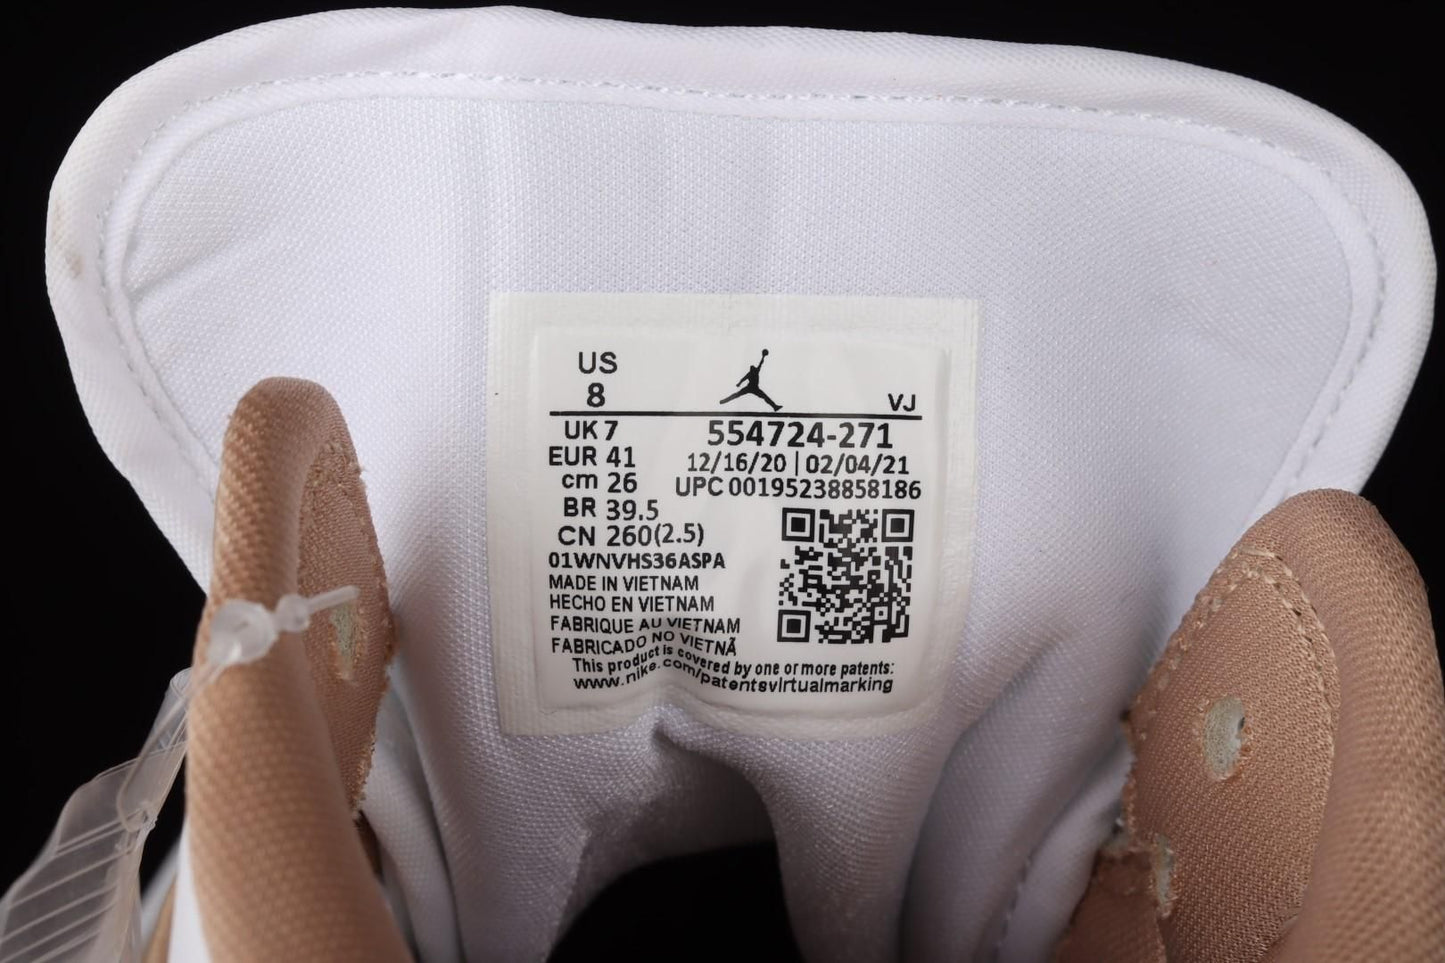 US
8
VJ
UK 7
554724-271
EUR 41
12/16/20 | 02/04/21
cm 26
UPC 00195238858186
BR 39.5
CN 260(2.5)
01WNVHS36ASPA
MADE IN VIETNAM
HECHO EN VIETNAM
FABRIQUE AU VIETNAM
FABRICADO NO VIETNÃ
This product is covered by one or more patents:
www.nike.com/patentsvirtualmarking